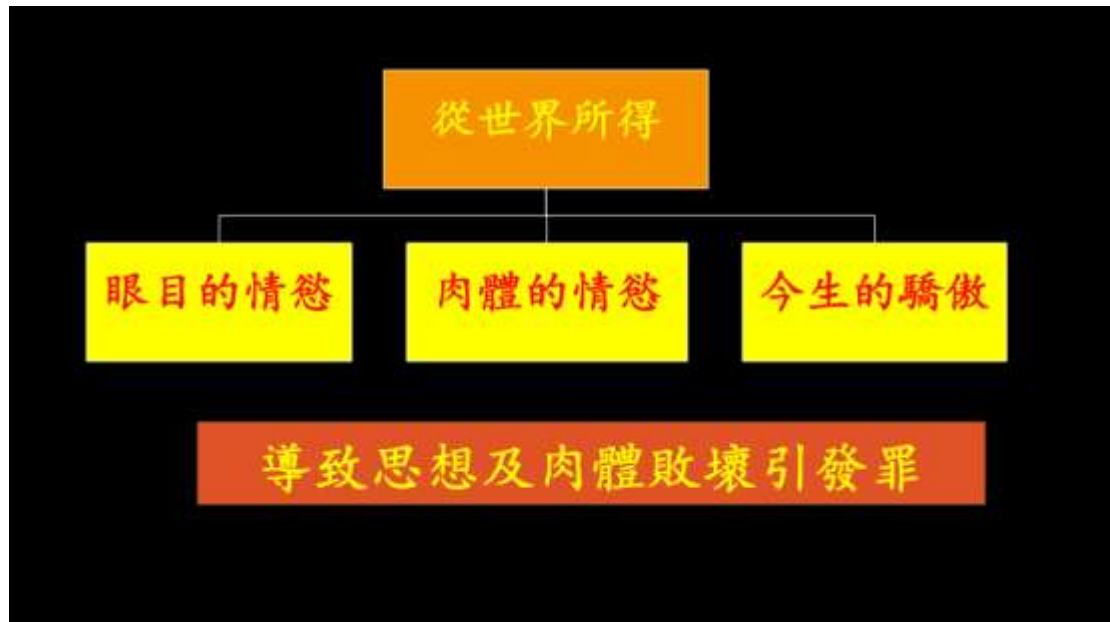 從世界所得
眼目的情慾
肉體的情慾
今生的驕傲
導致思想及肉體敗壞引發罪